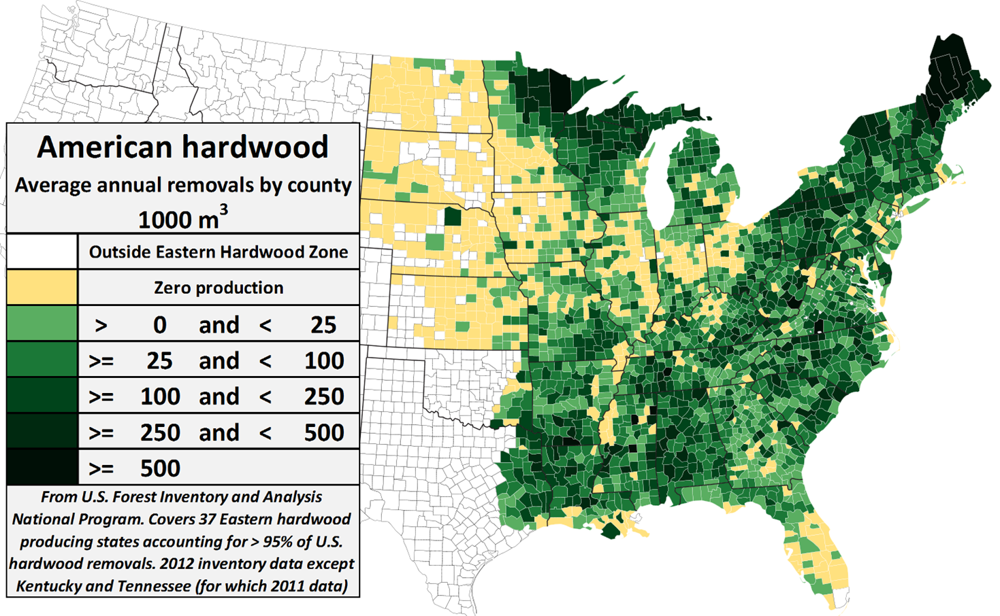 American hardwood
Average annual removals by county
1000 m³
Outside Eastern Hardwood Zone
Zero production
> 0 and < 25
>= 25 and < 100
>= 100 and < 250
>= 250 and < 500
>= 500
From U.S. Forest Inventory and Analysis
National Program. Covers 37 Eastern hardwood
producing states accounting for > 95% of U.S.
hardwood removals. 2012 inventory data except
Kentucky and Tennessee (for which 2011 data)